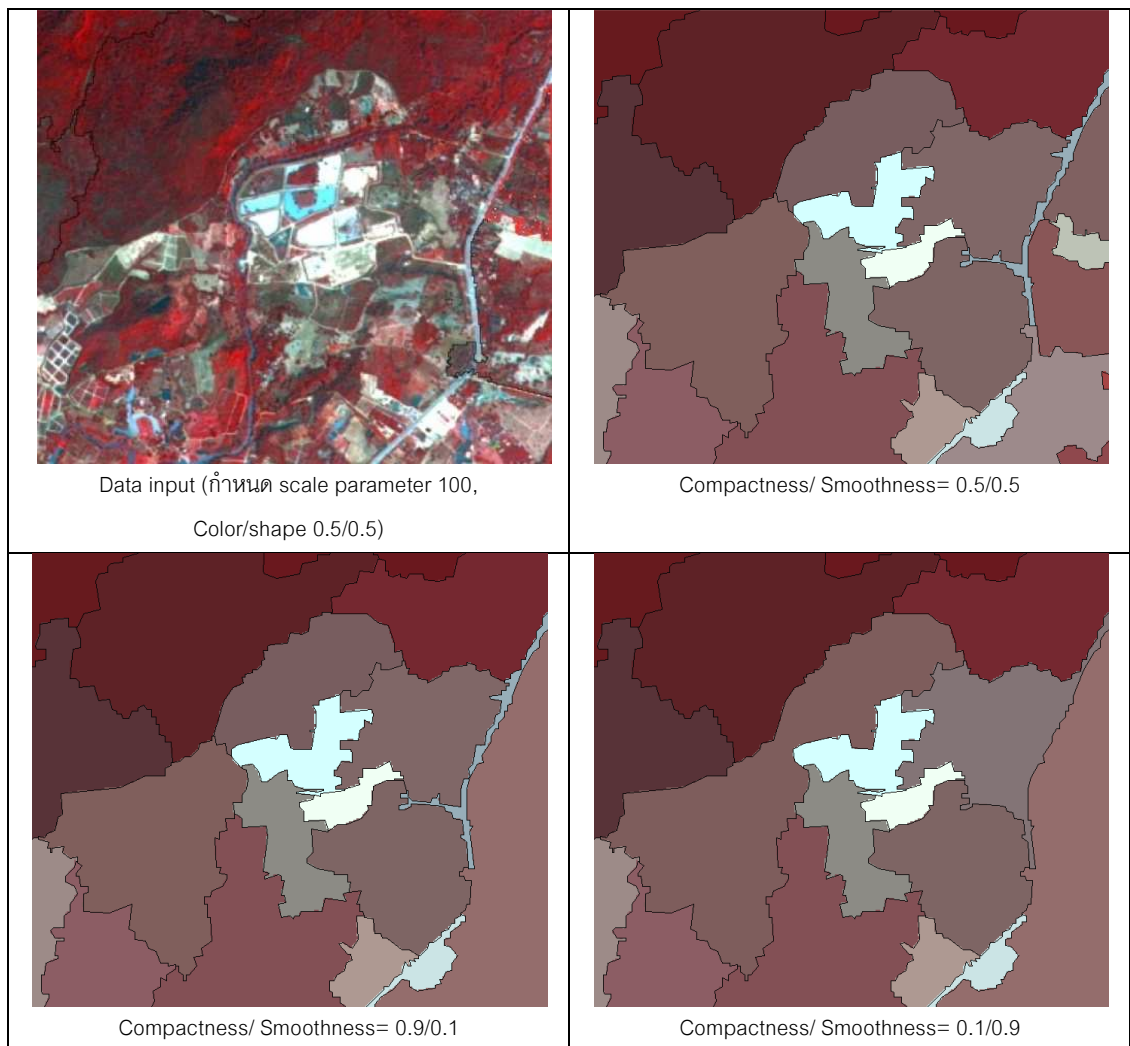 Data input (กำหนด scale parameter 100,
Color/shape 0.5/0.5)
Compactness/ Smoothness= 0.5/0.5
Compactness/ Smoothness= 0.9/0.1
Compactness/ Smoothness= 0.1/0.9